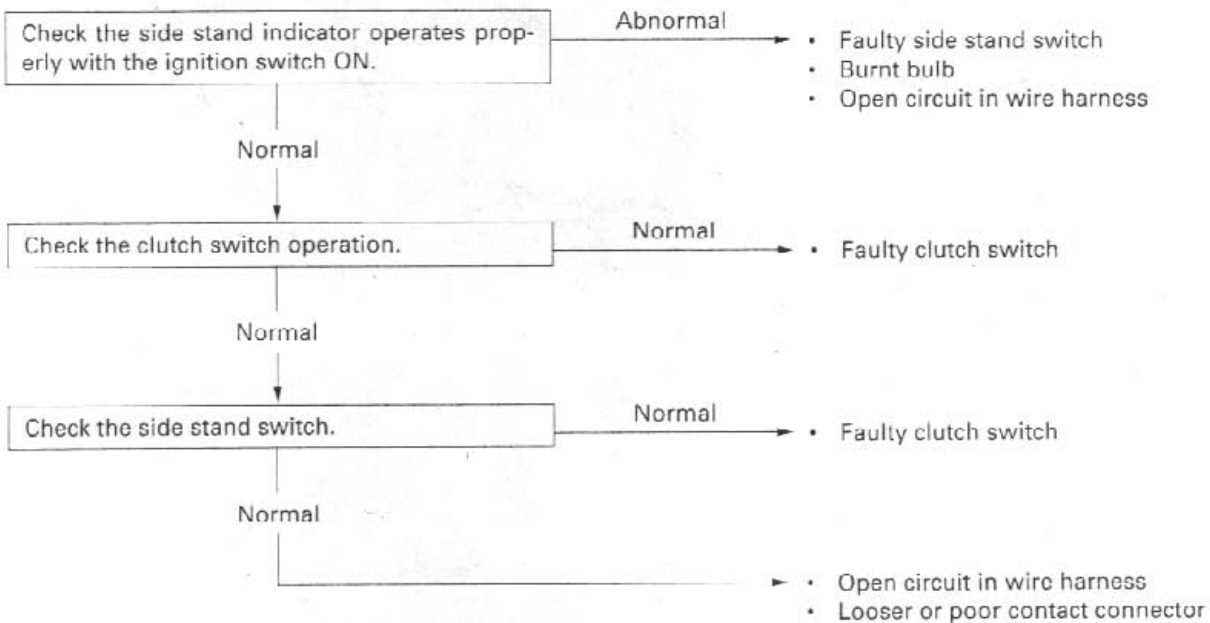 Check the side stand indicator operates prop-
erly with the ignition switch ON.
Abnormal
• Faulty side stand switch
• Burnt bulb
• Open circuit in wire harness
Normal
Check the clutch switch operation.
Normal
• Faulty clutch switch
Normal
Check the side stand switch.
Normal
• Faulty clutch switch
Normal
• Open circuit in wire harness
• Looser or poor contact connector